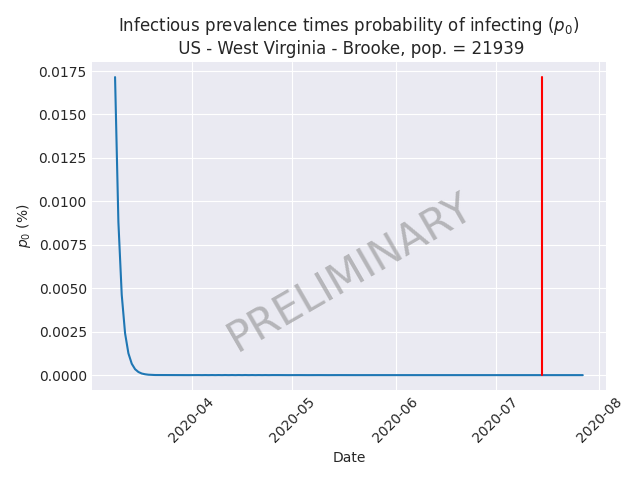 Infectious prevalence times probability of infecting (p₀)
US - West Virginia - Brooke, pop. = 21939
0.0175
0.0150
0.0125
0.0100
0.0075
0.0050
0.0025
0.0000
p₀ (%)
PRELIMINARY
2020-04
2020-05
2020-06
2020-07
2020-08
Date